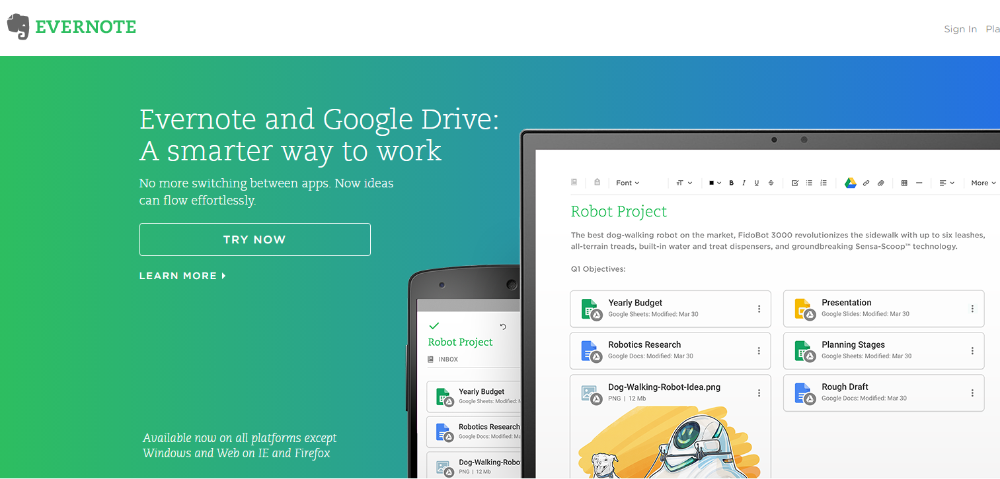 EVERNOTE
Sign In Pla
Evernote and Google Drive:
A smarter way to work
No more switching between apps. Now ideas
can flow effortlessly.
TRY NOW
LEARN MORE
Available now on all platforms except
Windows and Web on IE and Firefox
Robot Project
INBOX
Yearly Budget
Google Sheets: Modified: M
Robotics Research
Google Docs: Modified: Ma
Dog-Walking-Robo
PNG | 12 Mb
Font
B I U S
More
Robot Project
The best dog-walking robot on the market, FidoBot 3000 revolutionizes the sidewalk with up to six leashes,
all-terrain treads, built-in water and treat dispensers, and groundbreaking Sensa-Scoop™ technology.
Q1 Objectives:
Yearly Budget
Google Sheets: Modified: Mar 30
Presentation
Google Slides: Modified: Mar 30
Robotics Research
Google Docs: Modified: Mar 30
Planning Stages
Google Sheets: Modified: Mar 30
Dog-Walking-Robot-Idea.png
PNG | 12 Mb
Rough Draft
Google Docs: Modified: Mar 30